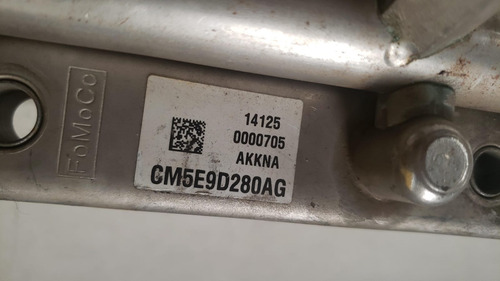 FoMoCo
14125
0000705
AKKNA
CM5E9D280AG